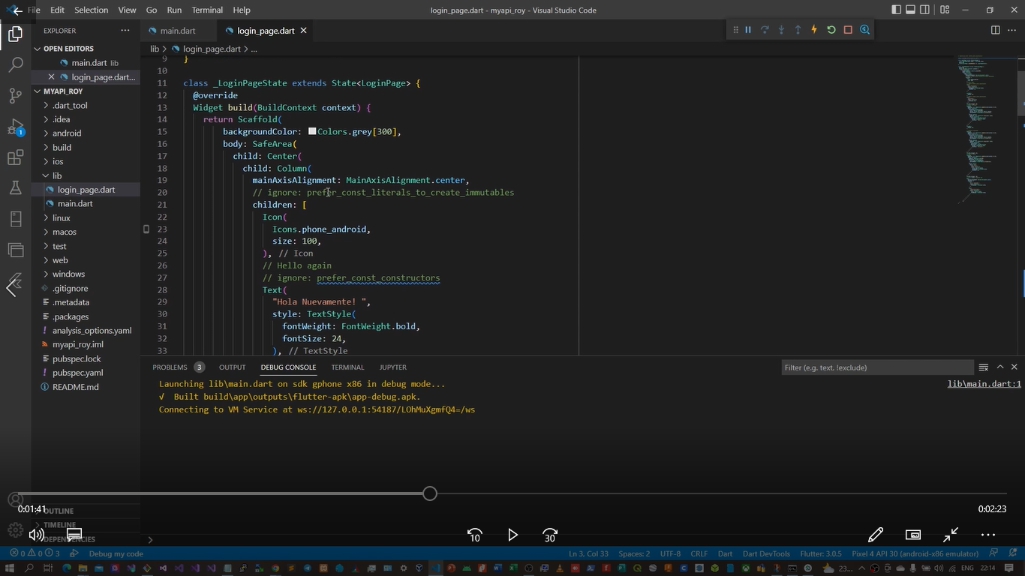 File Edit Selection View Go Run Terminal Help
login_page.dart - myapi_roy - Visual Studio Code
EXPLORER
OPEN EDITORS
main.dart lib
login_page.dart...
MYAPI_ROY
.dart_tool
.idea
android
build
ios
lib
login_page.dart
main.dart
linux
macos
test
web
windows
.gitignore
.metadata
.packages
analysis_options.yaml
myapi_roy.iml
pubspec.lock
pubspec.yaml
README.md
OUTLINE
TIMELINE
DEPENDENCIES
main.dart
login_page.dart
lib > login_page.dart > ...
9 }
10
11 class _LoginPageState extends State<LoginPage> {
12 @override
13 Widget build(BuildContext context) {
14 return Scaffold(
15 backgroundColor: Colors.grey[300],
16 body: SafeArea(
17 child: Center(
18 child: Column(
19 mainAxisAlignment: MainAxisAlignment.center,
20 // ignore: prefer_const_literals_to_create_immutables
21 children: [
22 Icon(
23 Icons.phone_android,
24 size: 100,
25 ), // Icon
26 // Hello again
27 // ignore: prefer_const_constructors
28 Text(
29 "Hola Nuevamente! ",
30 style: TextStyle(
31 fontWeight: FontWeight.bold,
32 fontSize: 24,
33 ), // TextStyle
PROBLEMS 3 OUTPUT DEBUG CONSOLE TERMINAL JUPYTER
Filter (e.g. text, !exclude)
Launching lib\main.dart on sdk gphone x86 in debug mode...
lib\main.dart:1
√ Built build\app\outputs\flutter-apk\app-debug.apk.
Connecting to VM Service at ws://127.0.0.1:54187/LOhMuXgmfQ4=/ws
0:01:41
0:02:23
10
30
0 0 3 Debug my code
Ln 3, Col 33 Spaces: 2 UTF-8 CRLF Dart Dart DevTools Flutter: 3.0.5 Pixel 4 API 30 (android-x86 emulator)
23...
22:14